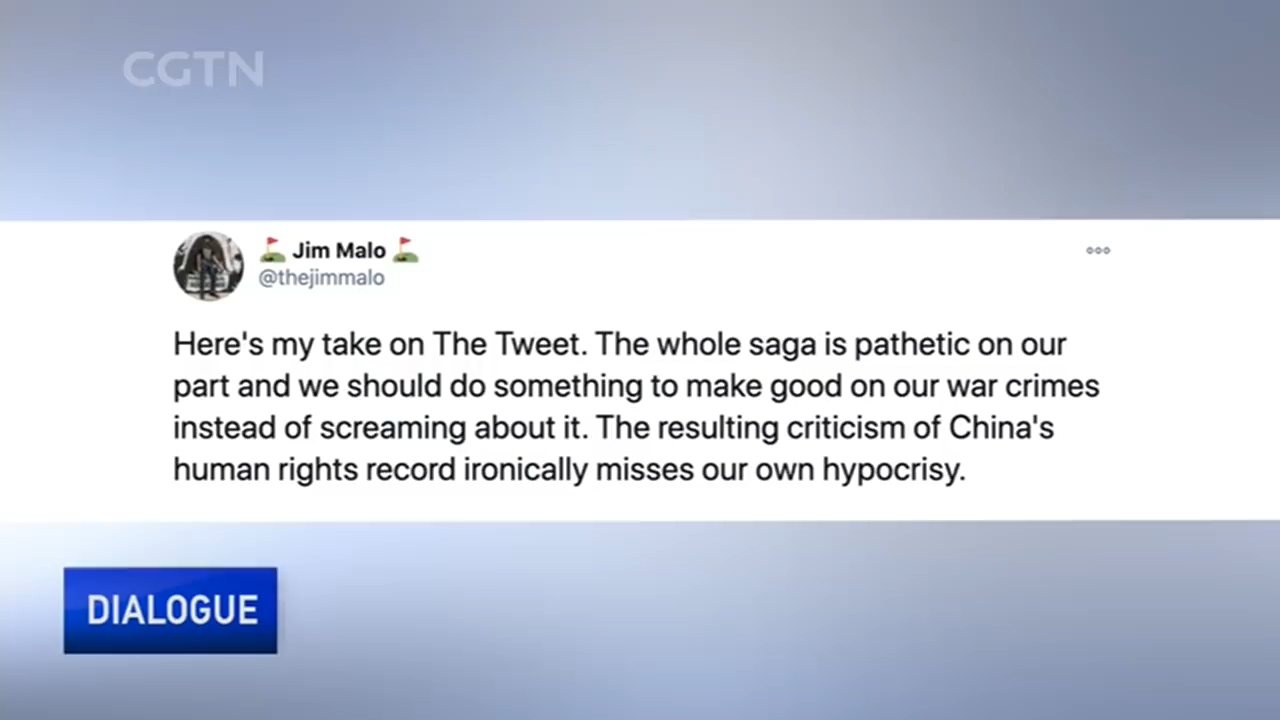 CGTN
Jim Malo
@thejimmalo
Here's my take on The Tweet. The whole saga is pathetic on our
part and we should do something to make good on our war crimes
instead of screaming about it. The resulting criticism of China's
human rights record ironically misses our own hypocrisy.
DIALOGUE